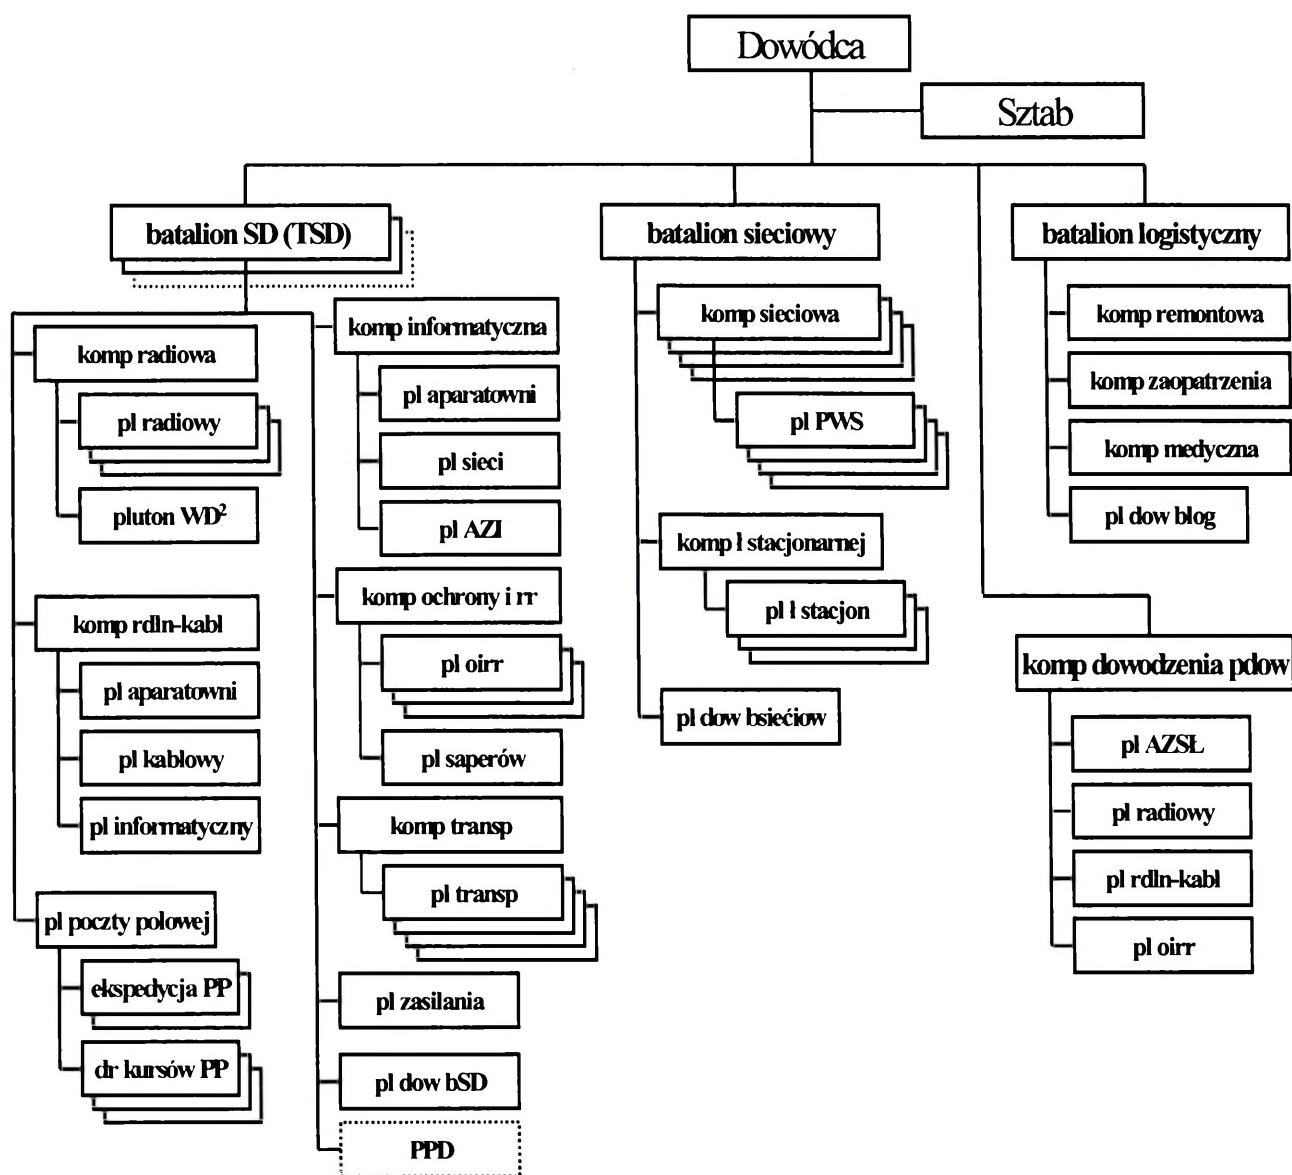 Dowódca
Sztab
batalion SD (TSD)
batalion sieciowy
batalion logistyczny
komp radiowa
pl radiowy
pluton WD²
komp rdln-kabl
pl aparatowni
pl kablowy
pl informatyczny
pl poczty polowej
ekspedycja PP
dr kursów PP
komp informatyczna
pl aparatowni
pl sieci
pl AZI
komp ochrony i rr
pl oirr
pl saperów
komp transp
pl transp
pl zasilania
pl dow bSD
PPD
komp sieciowa
pl PWS
komp ł stacjonarnej
pl ł stacjon
pl dow bsiećiow
komp remontowa
komp zaopatrzenia
komp medyczna
pl dow blog
komp dowodzenia pdow
pl AZSŁ
pl radiowy
pl rdln-kabl
pl oirr